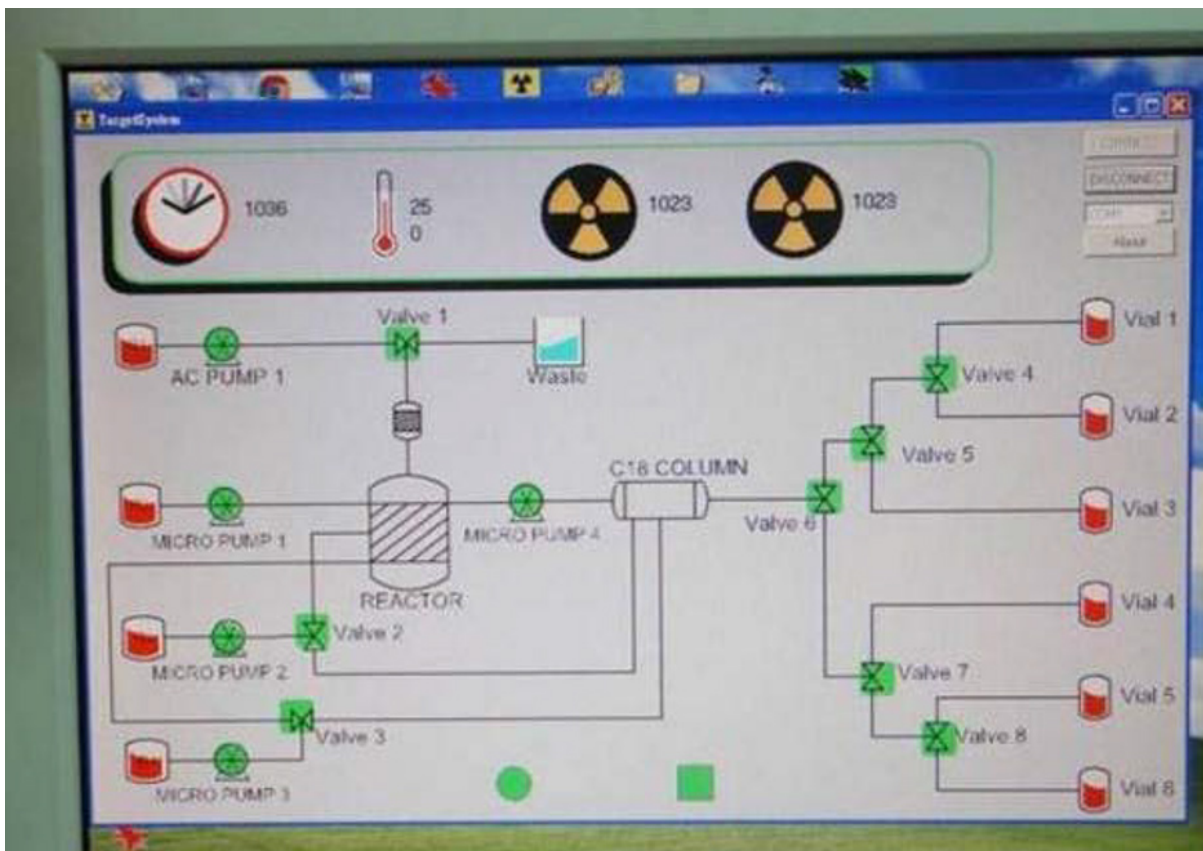 TargetSystem
DISCONNECT
About
1036
25
0
1023
1023
Valve 1
AC PUMP 1
Waste
Vial 1
Valve 4
Vial 2
C18 COLUMN
Valve 5
Vial 3
Valve 6
MICRO PUMP 1
MICRO PUMP 4
REACTOR
Vial 4
Valve 2
MICRO PUMP 2
Valve 7
Vial 5
Valve 3
Valve 8
MICRO PUMP 3
Vial 8